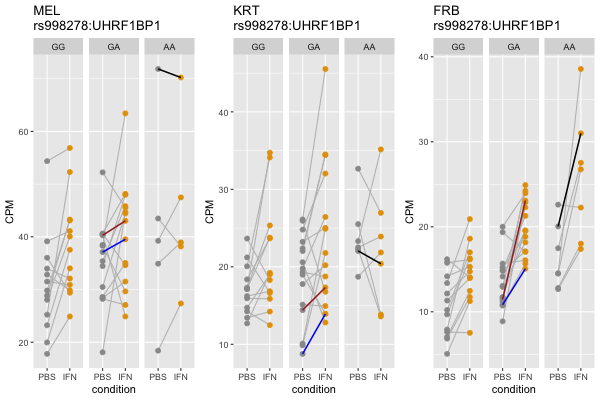 MEL
rs998278:UHRF1BP1
GG GA AA
60
40
20
CPM
PBS IFN PBS IFN PBS IFN
condition
KRT
rs998278:UHRF1BP1
GG GA AA
40
30
20
10
CPM
PBS IFN PBS IFN PBS IFN
condition
FRB
rs998278:UHRF1BP1
GG GA AA
40
30
20
10
CPM
PBS IFN PBS IFN PBS IFN
condition